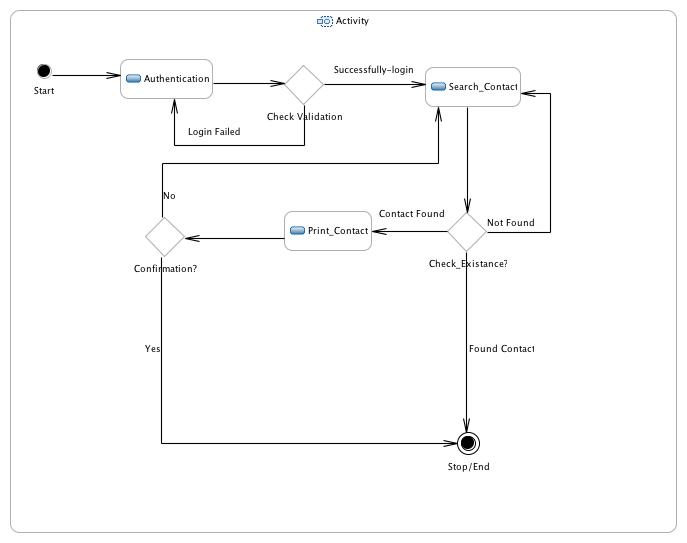 Activity
Start
Authentication
Successfully-login
Search_Contact
Check Validation
Login Failed
No
Contact Found
Not Found
Print_Contact
Confirmation?
Check_Existance?
Yes
Found Contact
Stop/End